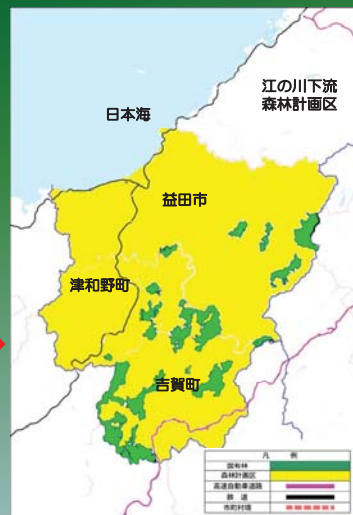 江の川下流
森林計画区
日本海
益田市
津和野町
吉賀町
凡 例
国有林
森林計画区
高速自動車道路
鉄 道
市町村境